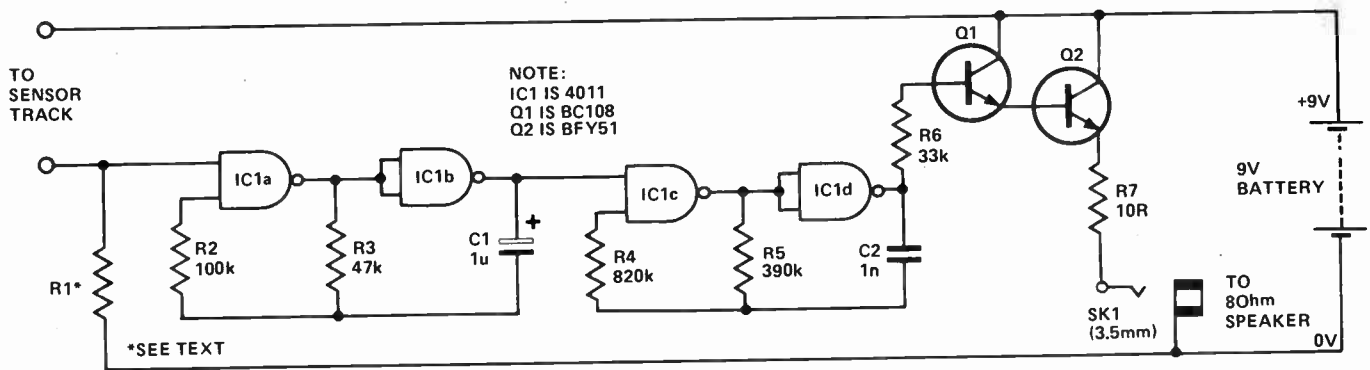 TO
SENSOR
TRACK
NOTE:
IC1 IS 4011
Q1 IS BC108
Q2 IS BFY51
Q1
Q2
+9V
9V
BATTERY
0V
R1*
*SEE TEXT
IC1a
R2
100k
R3
47k
IC1b
C1
1u
+
IC1c
R4
820k
R5
390k
IC1d
C2
1n
R6
33k
R7
10R
SK1
(3.5mm)
TO
8Ohm
SPEAKER